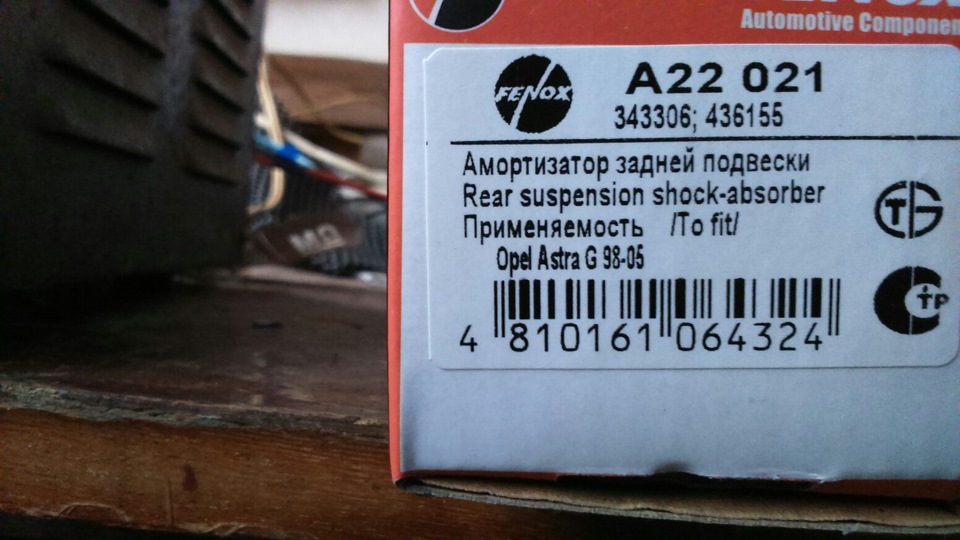 Automotive Componen
FENOX
A22 021
343306; 436155
Амортизатор задней подвески
Rear suspension shock-absorber
Применяемость /To fit/
Opel Astra G 98-05
4 810161 064324